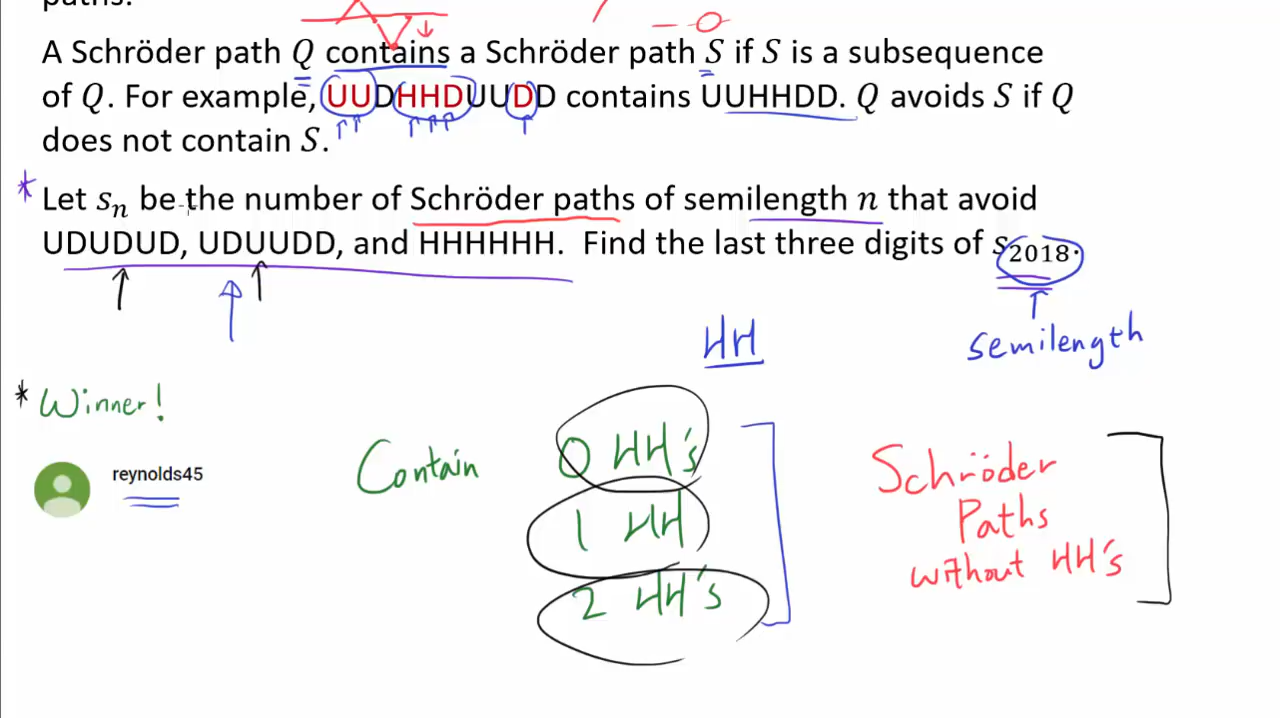 paths.
A Schröder path Q contains a Schröder path S if S is a subsequence
of Q. For example, UUDHHDUUDD contains UUHHDD. Q avoids S if Q
does not contain S.
* Let sₙ be the number of Schröder paths of semilength n that avoid
UDUDUD, UDUUDD, and HHHHHH. Find the last three digits of s₂₀₁₈.
HH
semilength
* Winner!
reynolds45
Contain
0 HH's
1 HH
2 HH's
Schröder
Paths
without HH's